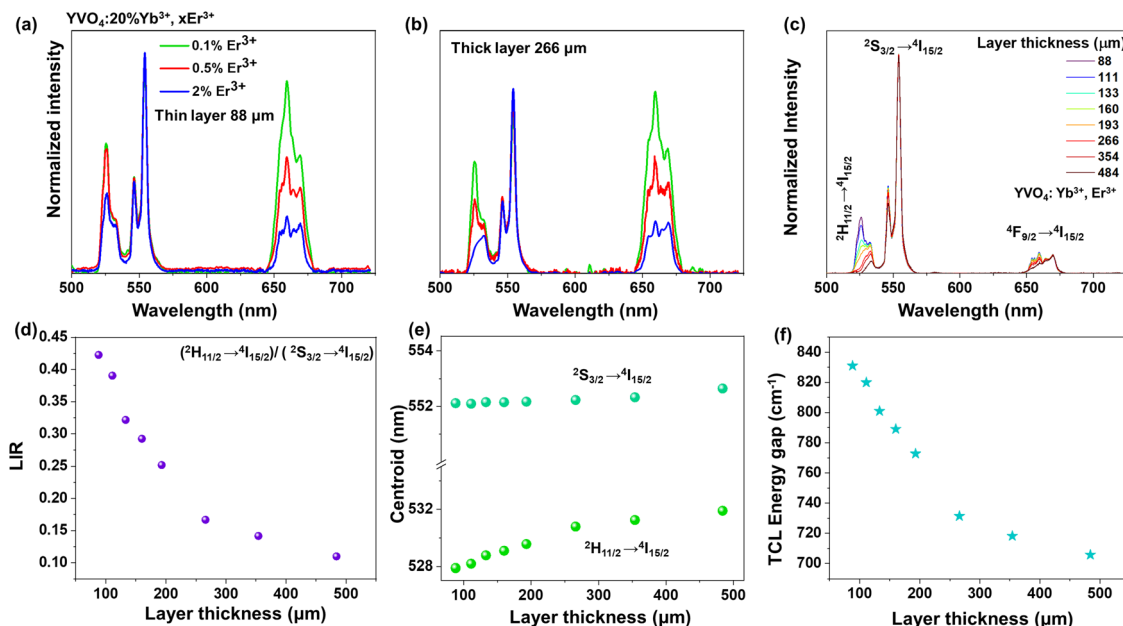 (a)
YVO₄:20%Yb³⁺, xEr³⁺
0.1% Er³⁺
0.5% Er³⁺
2% Er³⁺
Thin layer 88 µm
Normalized intensity
500 550 600 650 700
Wavelength (nm)
(b)
Thick layer 266 µm
500 550 600 650 700
Wavelength (nm)
(c)
²S₃/₂→⁴I₁₅/₂
Layer thickness (µm)
88
111
133
160
193
266
354
484
²H₁₁/₂→⁴I₁₅/₂
YVO₄: Yb³⁺, Er³⁺
⁴F₉/₂→⁴I₁₅/₂
Normalized Intensity
500 550 600 650 700
Wavelength (nm)
(d)
(²H₁₁/₂→⁴I₁₅/₂)/ ( ²S₃/₂→⁴I₁₅/₂)
0.45
0.40
0.35
0.30
0.25
0.20
0.15
0.10
LIR
100 200 300 400 500
Layer thickness (µm)
(e)
554
552
531
528
Centroid (nm)
²S₃/₂→⁴I₁₅/₂
²H₁₁/₂→⁴I₁₅/₂
100 200 300 400 500
Layer thickness (µm)
(f)
840
820
800
780
760
740
720
700
TCL Energy gap (cm⁻¹)
100 200 300 400 500
Layer thickness (µm)